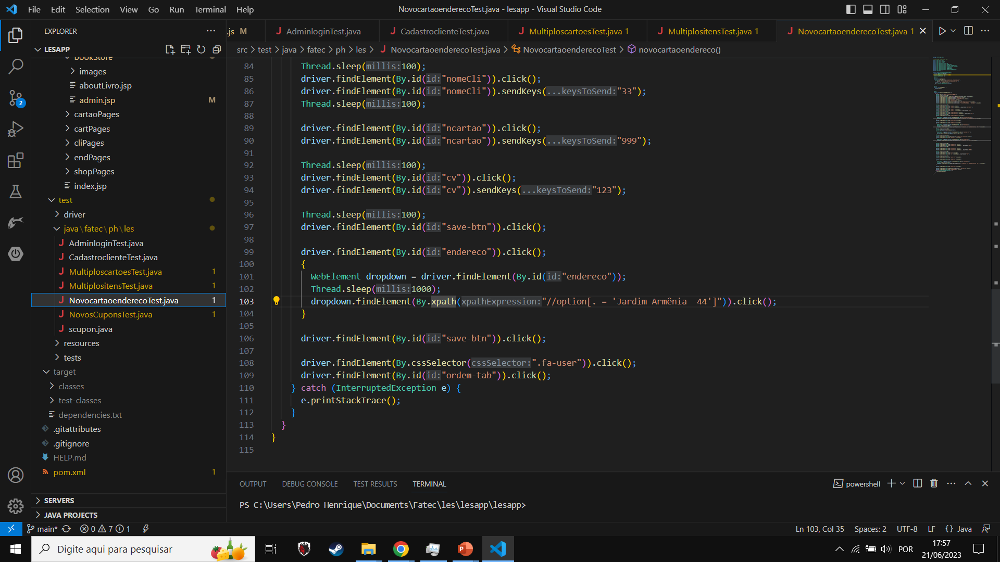 File Edit Selection View Go Run Terminal Help
NovocartaoenderecoTest.java - lesapp - Visual Studio Code
EXPLORER
LESAPP
bookStore
images
aboutLivro.jsp
admin.jsp M
cartaoPages
cartPages
cliPages
endPages
shopPages
index.jsp
test
driver
java\fatec\ph\les
AdminloginTest.java
CadastroclienteTest.java
MultiploscartoesTest.java 1
MultiplositensTest.java 1
NovocartaoenderecoTest.java 1
NovosCuponsTest.java 1
scupon.java
resources
tests
target
classes
test-classes
dependencies.txt
.gitattributes
.gitignore
HELP.md
pom.xml 1
SERVERS
JAVA PROJECTS
2
.js M
AdminloginTest.java
CadastroclienteTest.java
MultiploscartoesTest.java 1
MultiplositensTest.java 1
NovocartaoenderecoTest.java 1
src > test > java > fatec > ph > les > NovocartaoenderecoTest.java > NovocartaoenderecoTest > novocartaoendereco()
84 Thread.sleep(millis:100);
85 driver.findElement(By.id(id:"nomeCli")).click();
86 driver.findElement(By.id(id:"nomeCli")).sendKeys(...keysToSend:"33");
87 Thread.sleep(millis:100);
88
89 driver.findElement(By.id(id:"ncartao")).click();
90 driver.findElement(By.id(id:"ncartao")).sendKeys(...keysToSend:"999");
91
92 Thread.sleep(millis:100);
93 driver.findElement(By.id(id:"cv")).click();
94 driver.findElement(By.id(id:"cv")).sendKeys(...keysToSend:"123");
95
96 Thread.sleep(millis:100);
97 driver.findElement(By.id(id:"save-btn")).click();
98
99 driver.findElement(By.id(id:"endereco")).click();
100 {
101 WebElement dropdown = driver.findElement(By.id(id:"endereco"));
102 Thread.sleep(millis:1000);
103 dropdown.findElement(By.xpath(xpathExpression:"//option[. = 'Jardim Armênia  44']")).click();
104 }
105
106 driver.findElement(By.id(id:"save-btn")).click();
107
108 driver.findElement(By.cssSelector(cssSelector:".fa-user")).click();
109 driver.findElement(By.id(id:"ordem-tab")).click();
110 } catch (InterruptedException e) {
111 e.printStackTrace();
112 }
113 }
114 }
115
OUTPUT DEBUG CONSOLE TEST RESULTS TERMINAL
powershell
PS C:\Users\Pedro Henrique\Documents\Fatec\les\lesapp\lesapp>
main* 0 7 1
Ln 103, Col 35 Spaces: 2 UTF-8 LF {} Java
Digite aqui para pesquisar
POR
17:57
21/06/2023